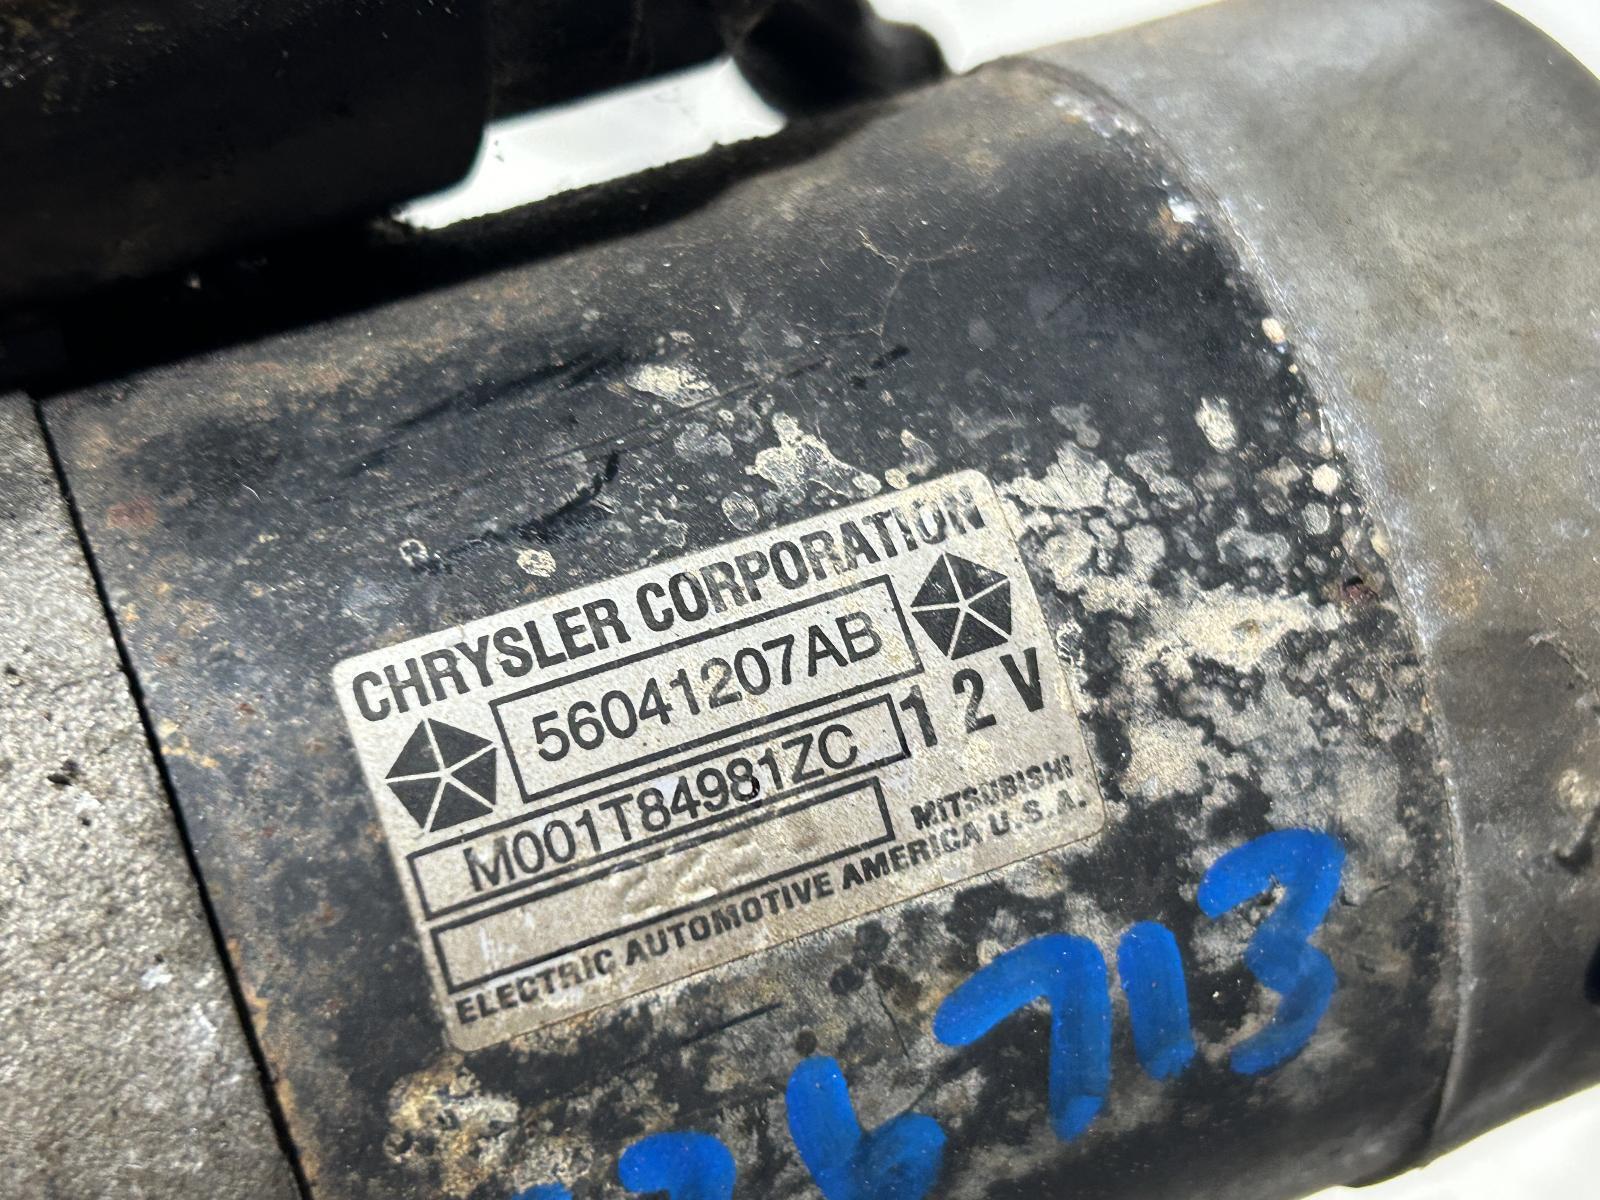 CHRYSLER CORPORATION
56041207AB
12V
M001T84981ZC
MITSUBISHI
ELECTRIC AUTOMOTIVE AMERICA U.S.A.
713